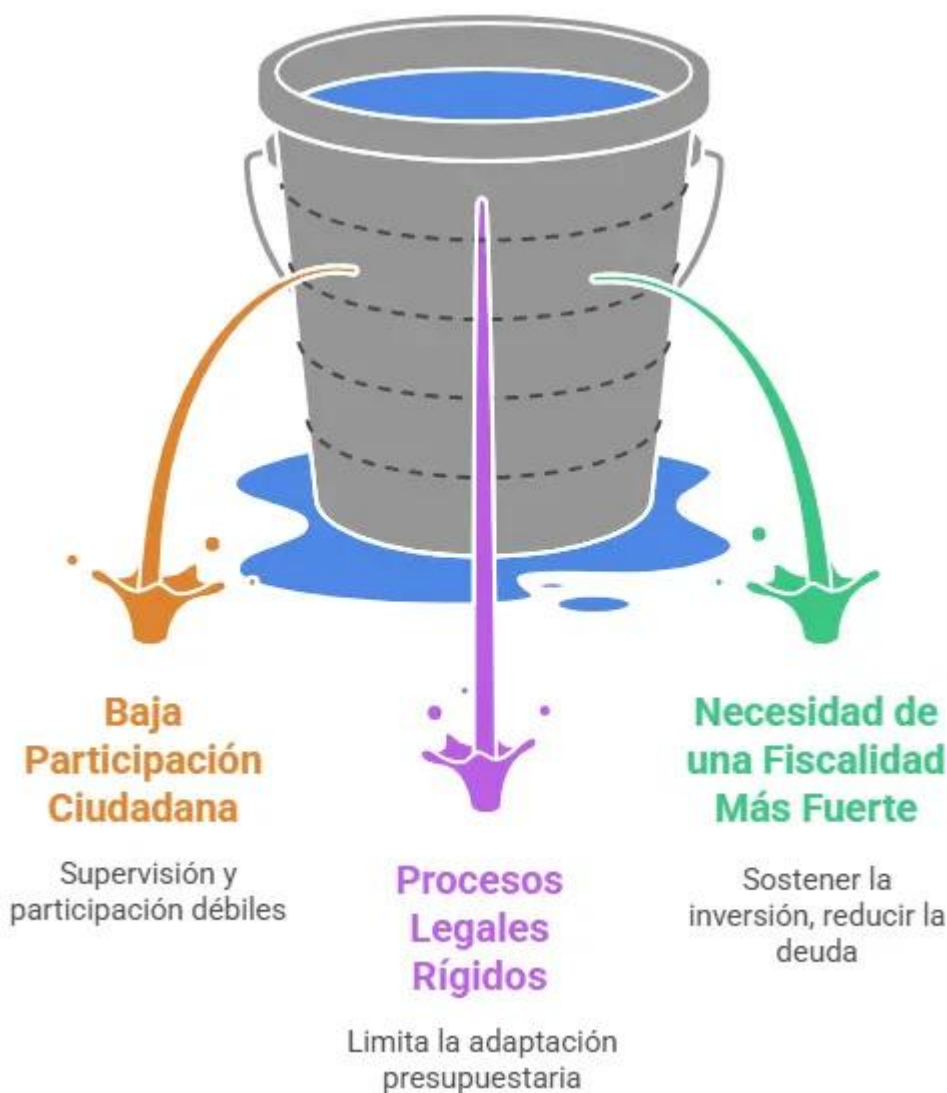 Baja
Participación
Ciudadana
Supervisión y
participación débiles
Procesos
Legales
Rígidos
Limita la adaptación
presupuestaria
Necesidad de
una Fiscalidad
Más Fuerte
Sostener la
inversión, reducir la
deuda